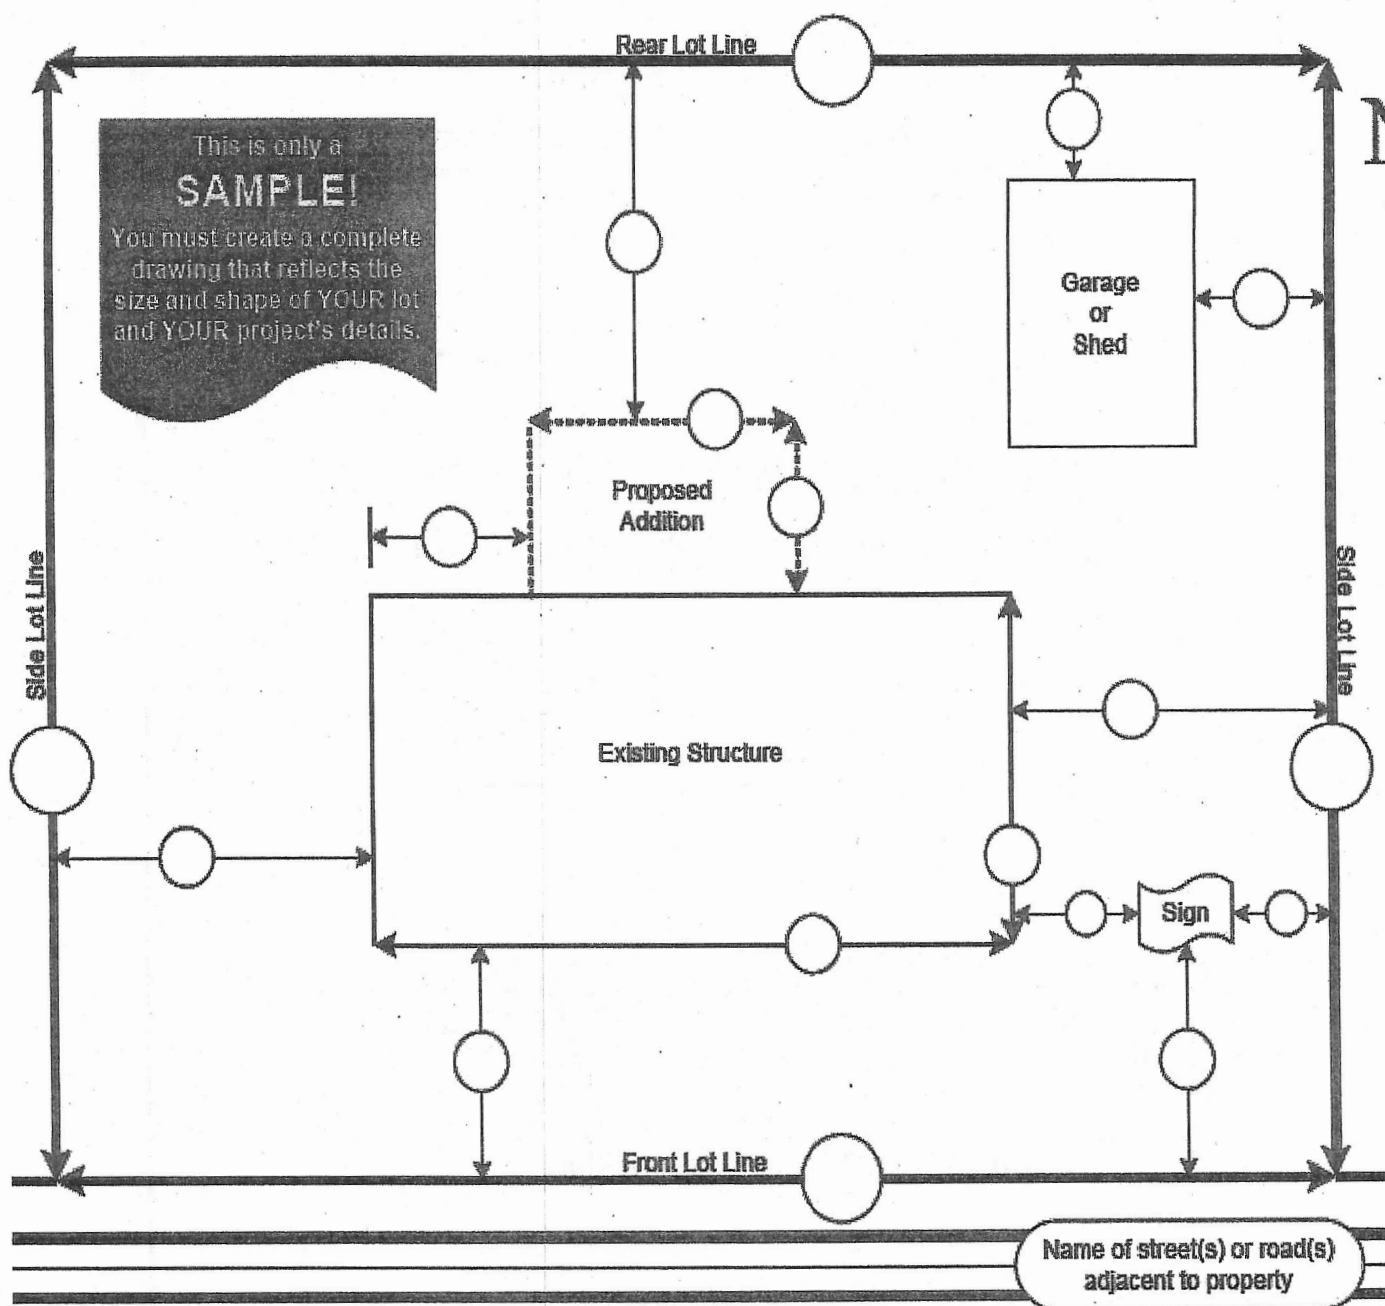 Rear Lot Line
N
This is only a
SAMPLE!
You must create a complete
drawing that reflects the
size and shape of YOUR lot
and YOUR project's details.
Garage
or
Shed
Proposed
Addition
Side Lot Line
Side Lot Line
Existing Structure
Sign
Front Lot Line
Name of street(s) or road(s)
adjacent to property